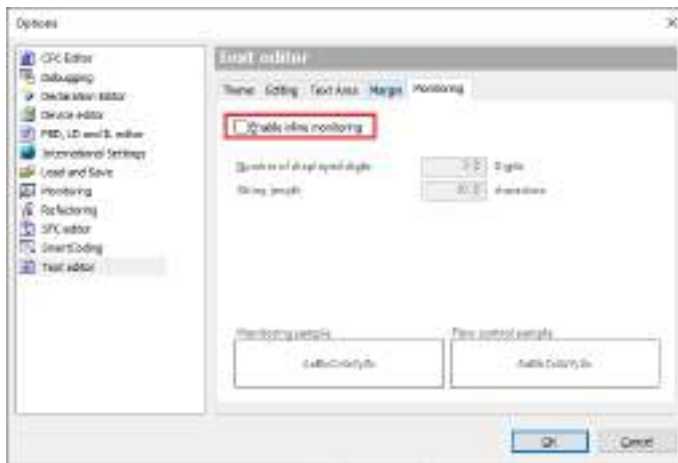 Options
CFC Editor
Debugging
Declaration Editor
Device editor
FBD, LD and IL editor
International Settings
Load and Save
Monitoring
Refactoring
SFC editor
SmartCoding
Text editor
Text editor
Theme Editing Text Area Margin Monitoring
Enable inline monitoring
Number of displayed digits Digits
String length characters
Monitoring sample Flow control sample
OK Cancel